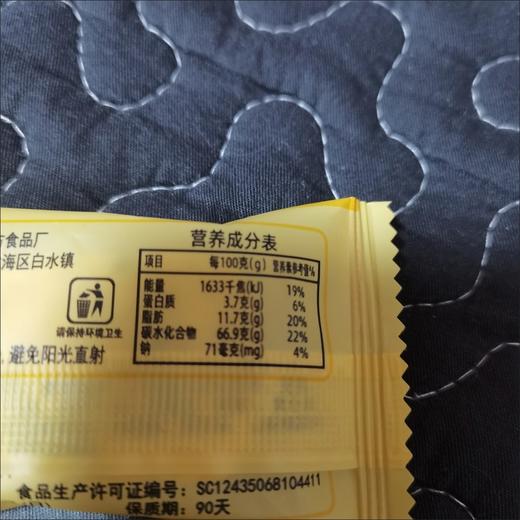 食品厂
海区白水镇
请保持环境卫生
避免阳光直射
营养成分表
项目 每100克(g) 营养素参考值%
能量 1633千焦(kJ) 19%
蛋白质 3.7克(g) 6%
脂肪 11.7克(g) 20%
碳水化合物 66.9克(g) 22%
钠 71毫克(mg) 4%
食品生产许可证编号: SC12435068104411
保质期: 90天